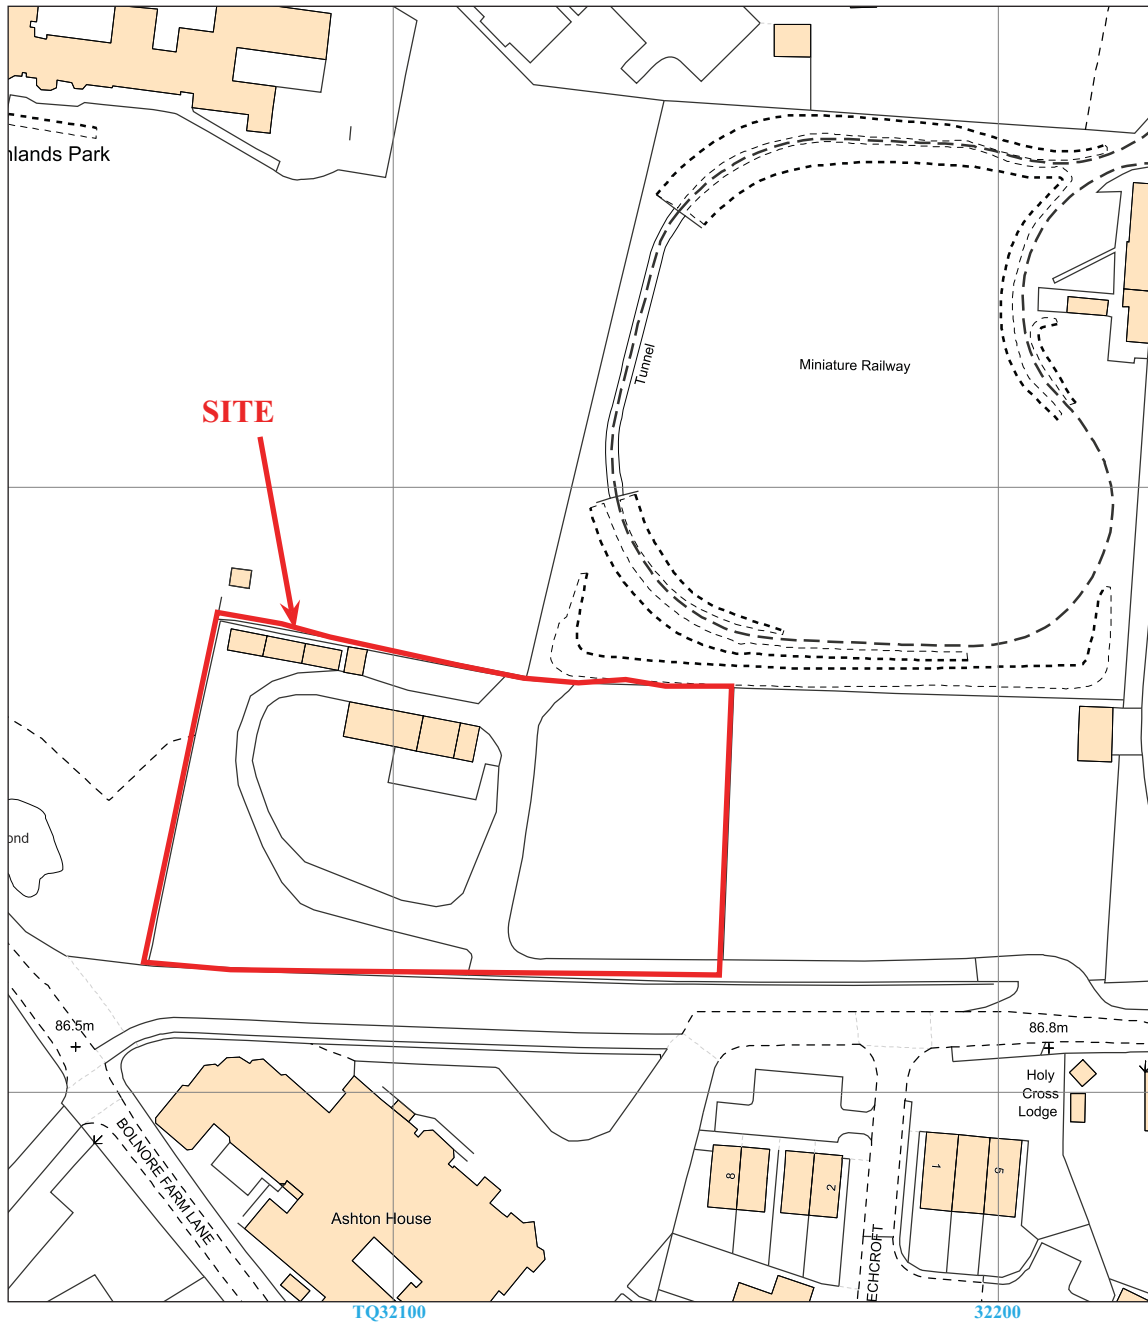 nlands Park
Miniature Railway
Tunnel
SITE
ond
86.5m
86.8m
Holy
Cross
Lodge
BOLNORE FARM LANE
Ashton House
8
2
1
5
ECHCROFT
TQ32100
32200